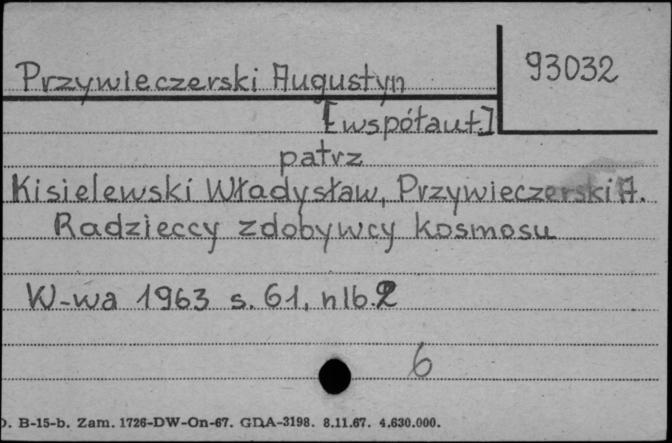 Przywieczerski Augustyn
93032
[współaut.]
patrz
Kisielewski Władysław, Przywieczerski A.
Radzieccy zdobywcy kosmosu
W-wa 1963 s. 61, nlb. 2
6
B-15-b. Zam. 1726-DW-On-67. GDA-3198. 8.11.67. 4.630.000.